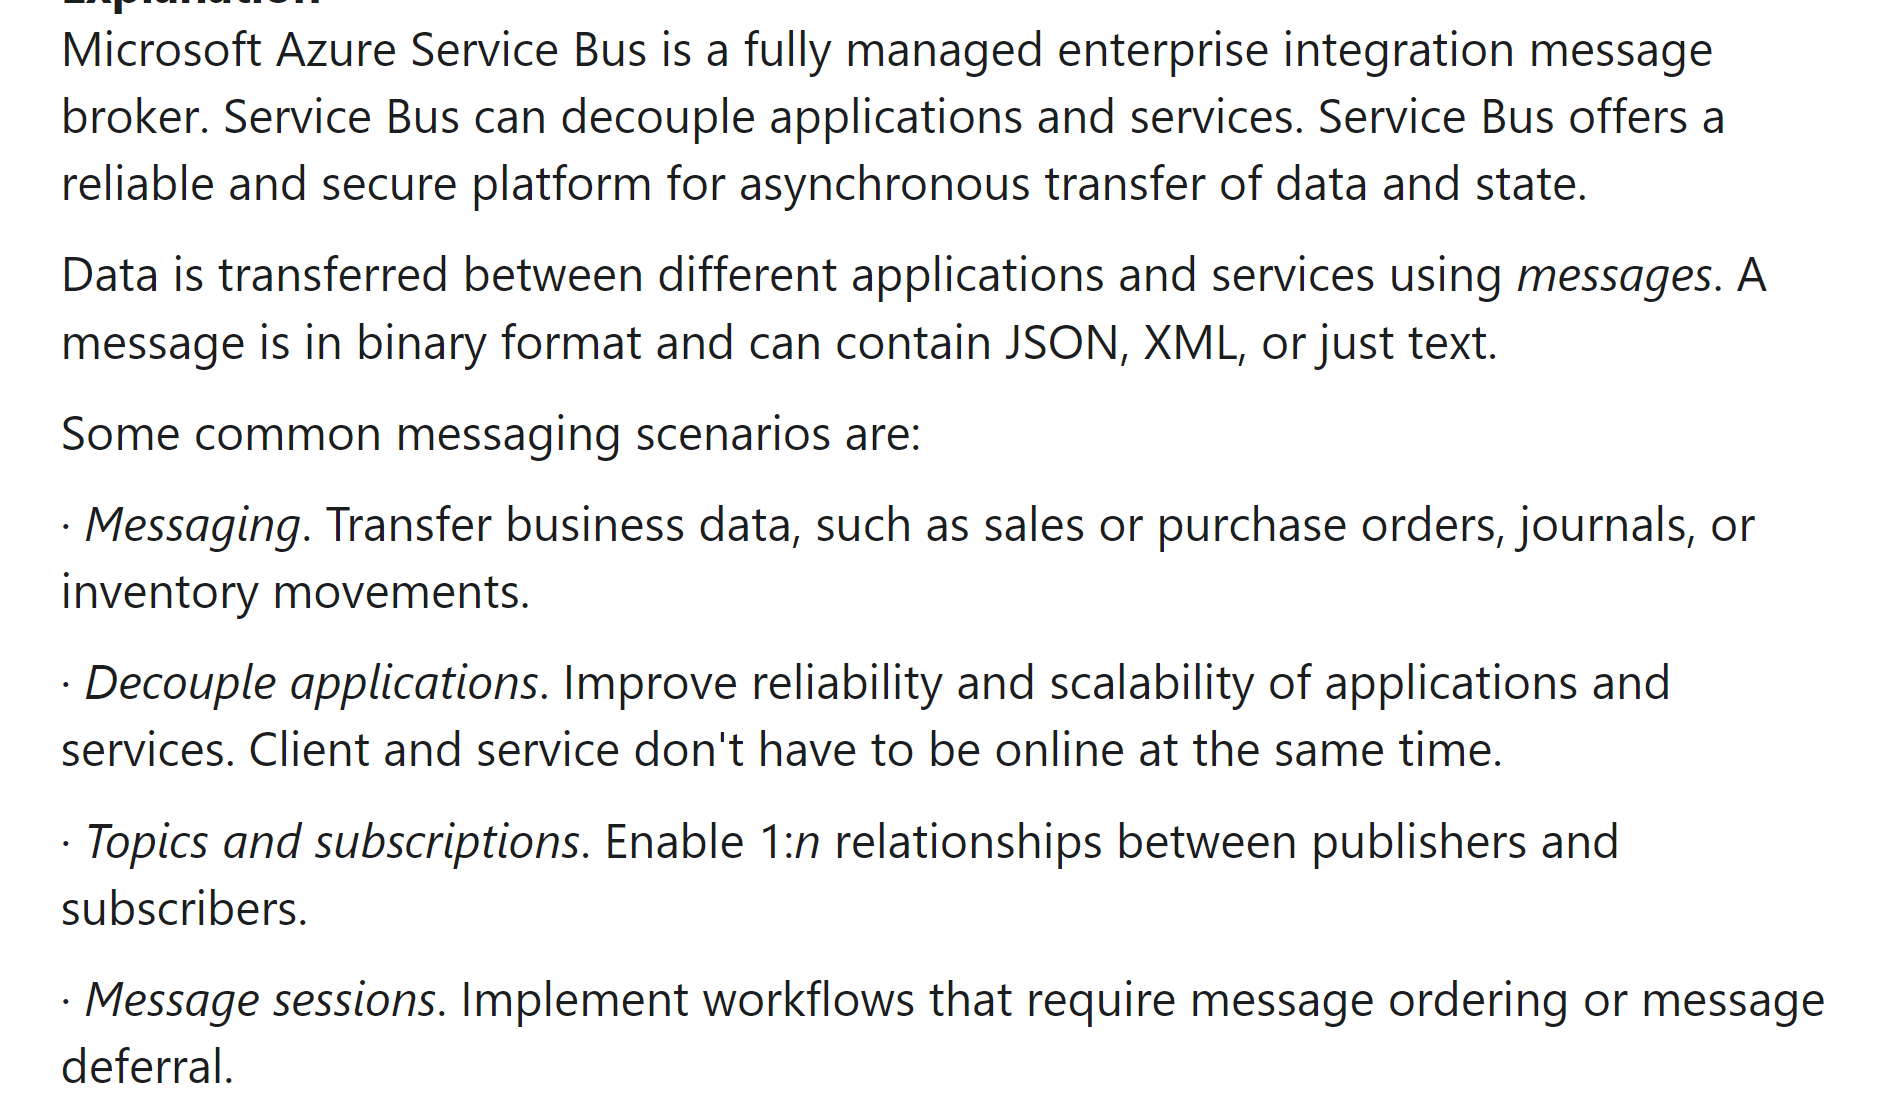 Explanation
Microsoft Azure Service Bus is a fully managed enterprise integration message
broker. Service Bus can decouple applications and services. Service Bus offers a
reliable and secure platform for asynchronous transfer of data and state.
Data is transferred between different applications and services using messages. A
message is in binary format and can contain JSON, XML, or just text.
Some common messaging scenarios are:
· Messaging. Transfer business data, such as sales or purchase orders, journals, or
inventory movements.
· Decouple applications. Improve reliability and scalability of applications and
services. Client and service don't have to be online at the same time.
· Topics and subscriptions. Enable 1:n relationships between publishers and
subscribers.
· Message sessions. Implement workflows that require message ordering or message
deferral.